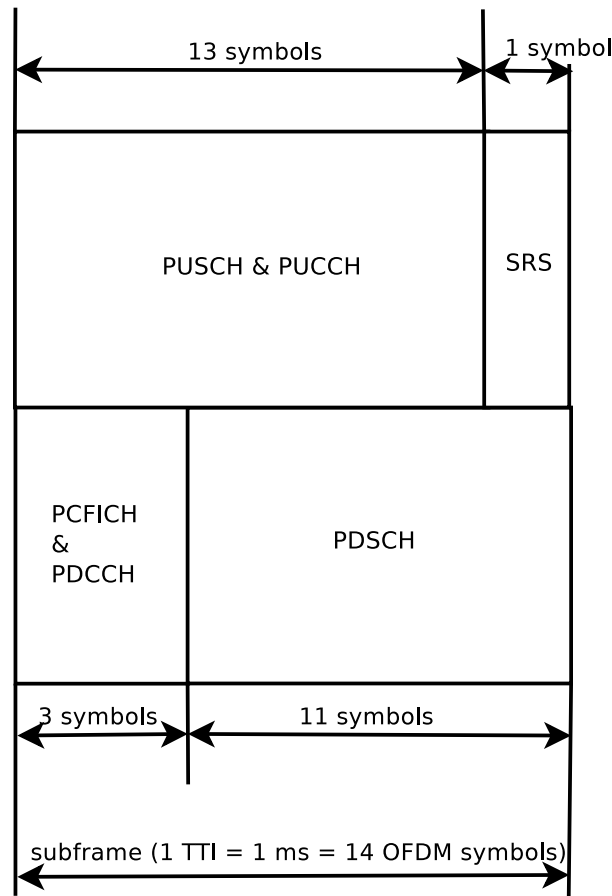 13 symbols
1 symbol
PUSCH & PUCCH
SRS
PCFICH
&
PDCCH
PDSCH
3 symbols
11 symbols
subframe (1 TTI = 1 ms = 14 OFDM symbols)